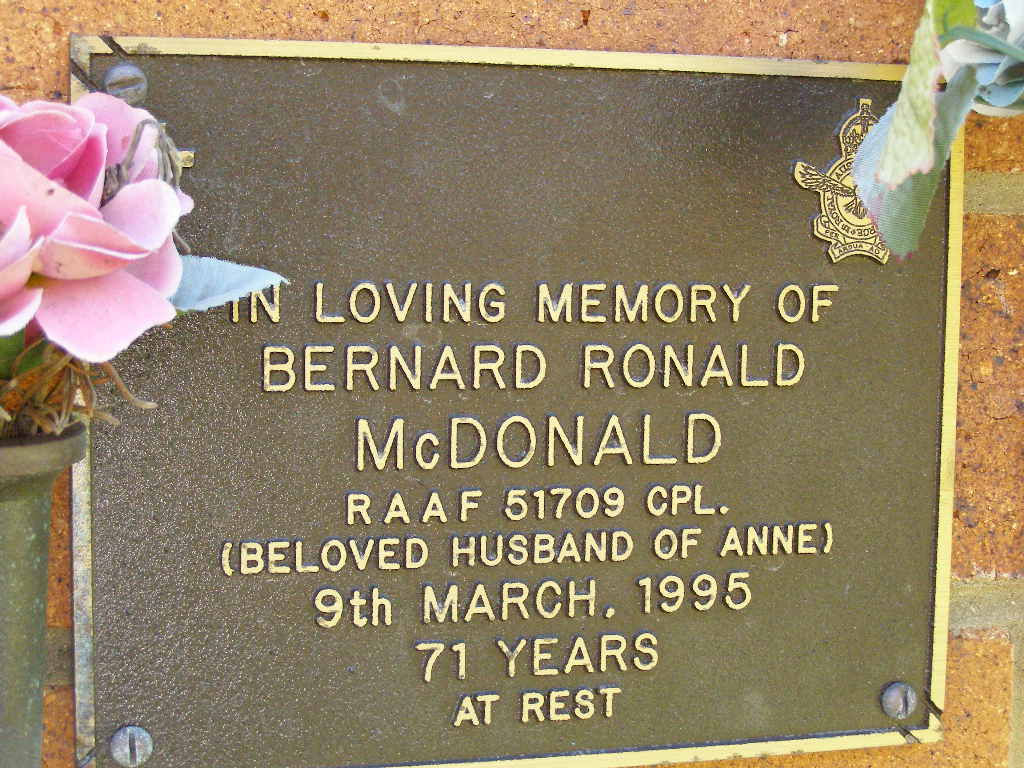 IN LOVING MEMORY OF
BERNARD RONALD
McDONALD
RAAF 51709 CPL.
(BELOVED HUSBAND OF ANNE)
9th MARCH. 1995
71 YEARS
AT REST